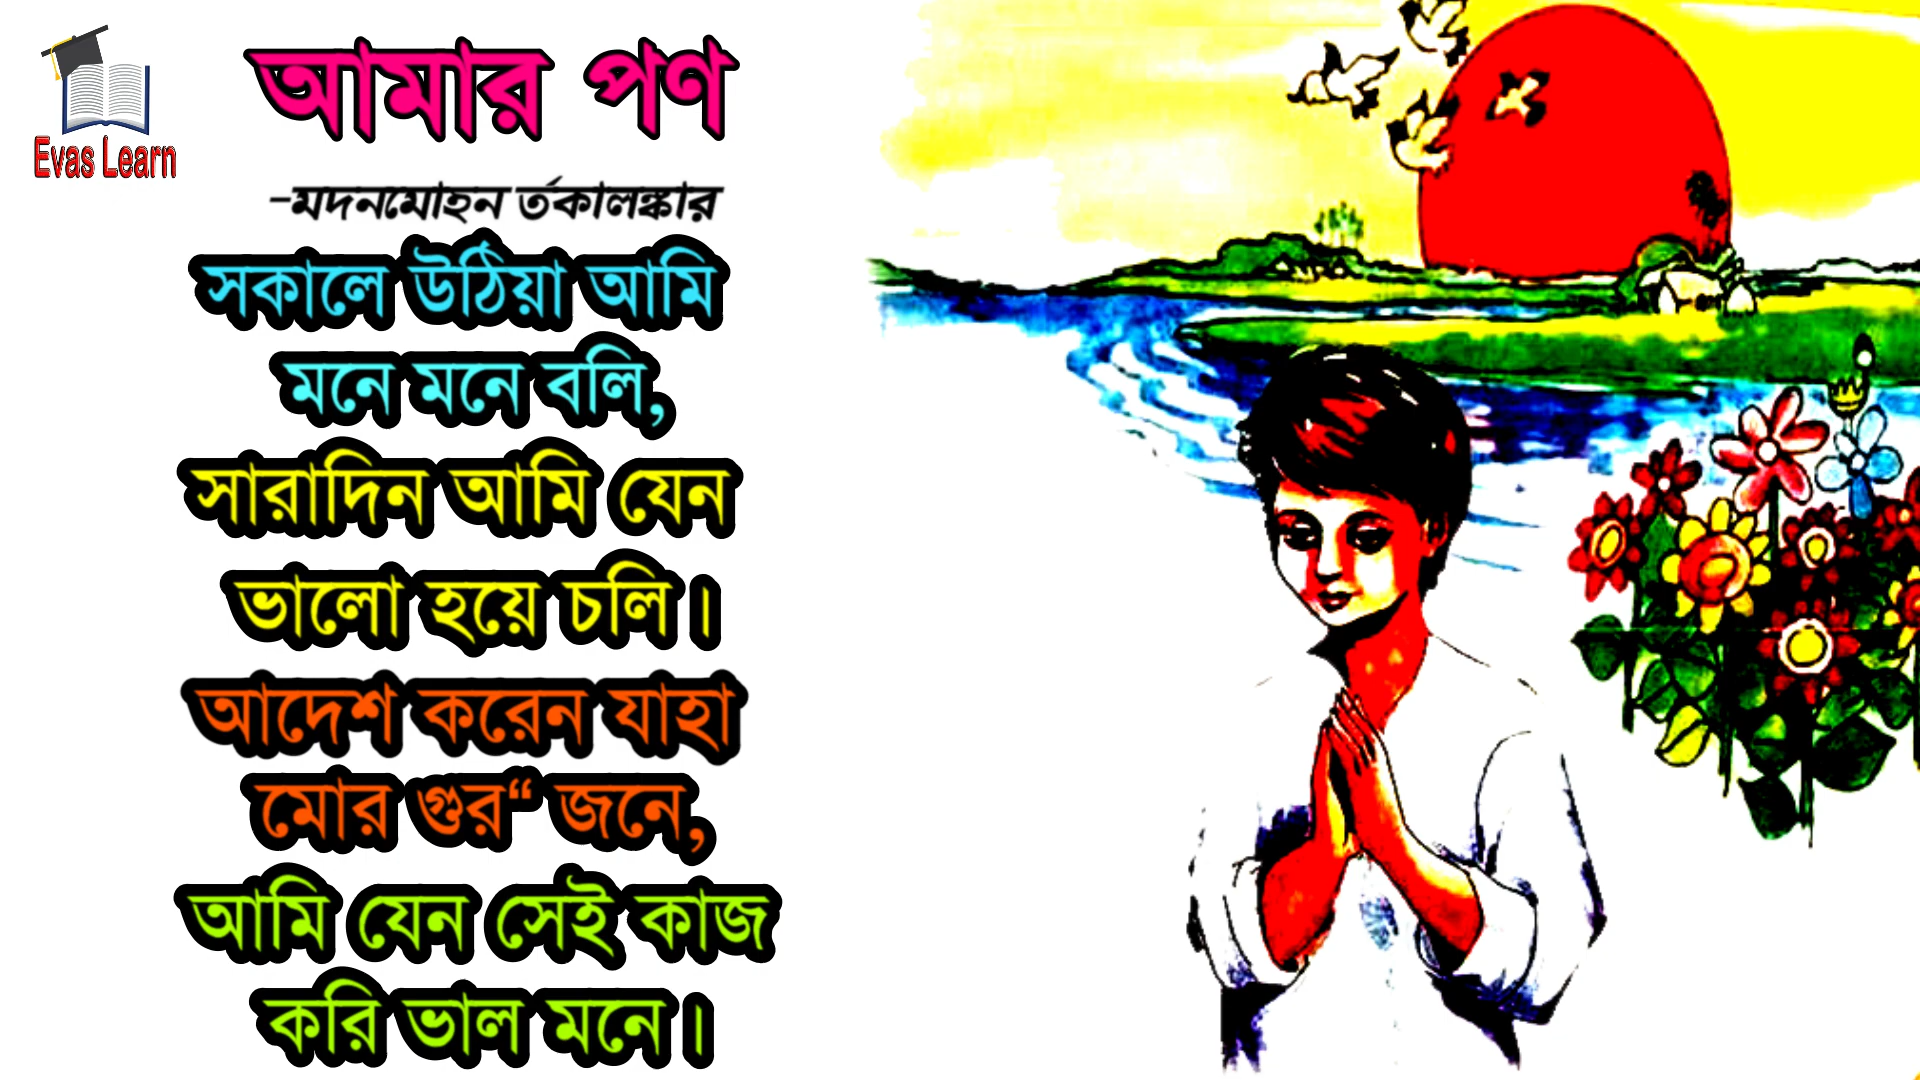 Evas Learn
আমার পণ
-মদনমোহন র্তকালঙ্কার
সকালে উঠিয়া আমি
মনে মনে বলি,
সারাদিন আমি যেন
ভালো হয়ে চলি।
আদেশ করেন যাহা
মোর গুর“ জনে,
আমি যেন সেই কাজ
করি ভাল মনে।